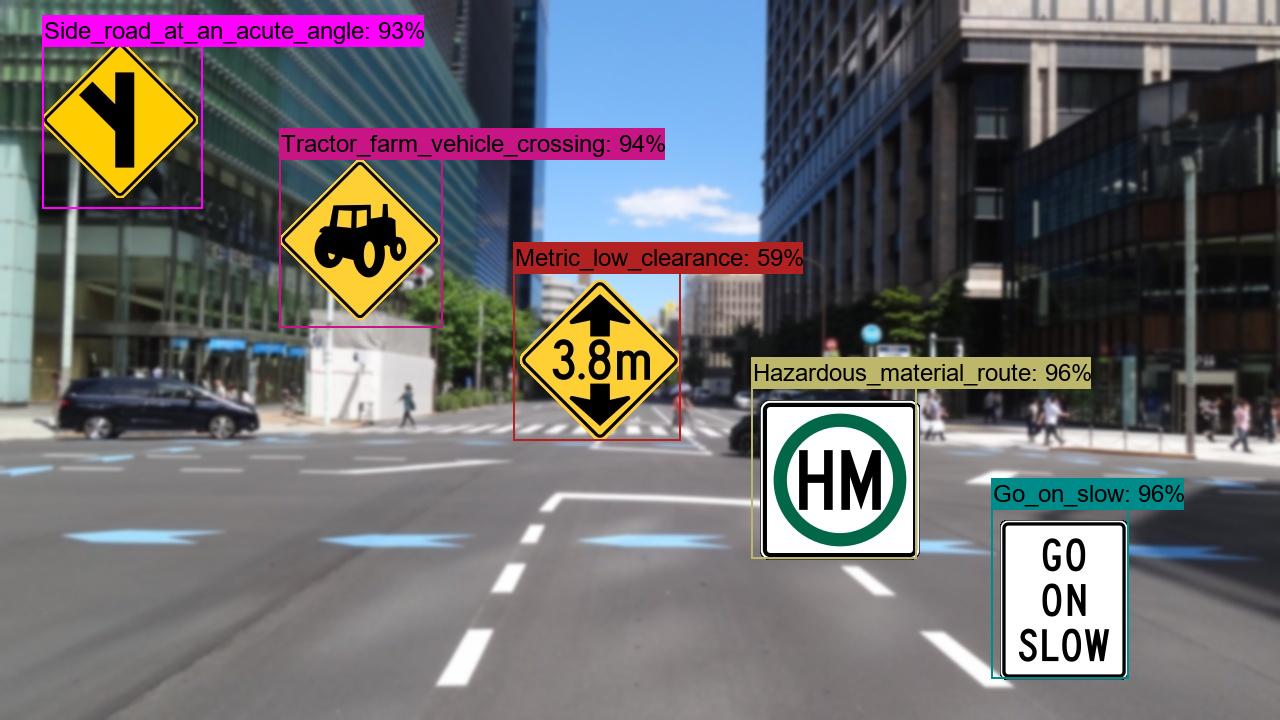 Side_road_at_an_acute_angle: 93%
Tractor_farm_vehicle_crossing: 94%
Metric_low_clearance: 59%
3.8m
Hazardous_material_route: 96%
HM
Go_on_slow: 96%
GO
ON
SLOW